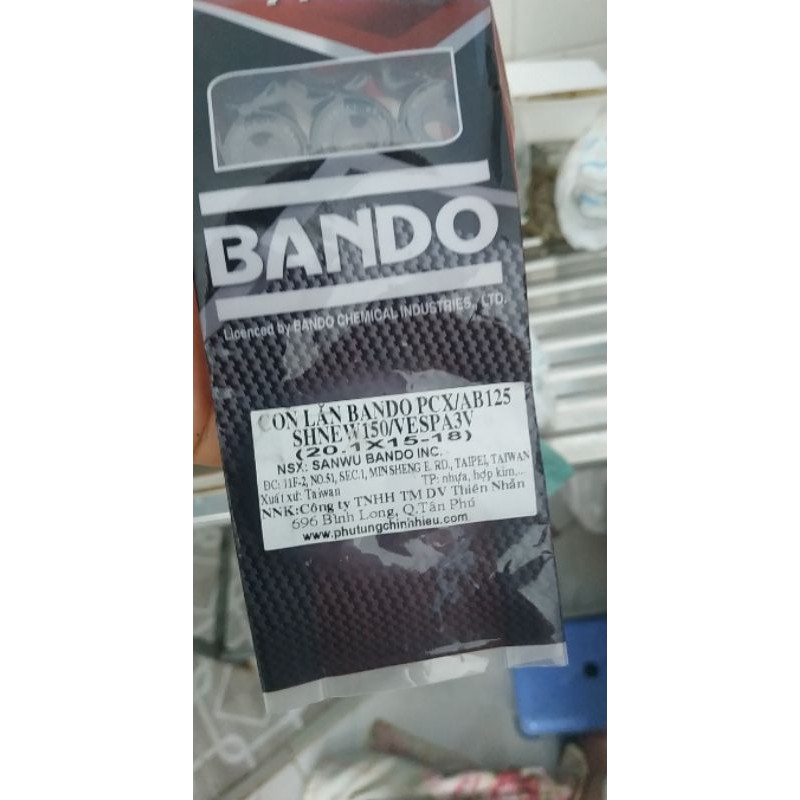 BANDO
Licenced by BANDO CHEMICAL INDUSTRIES., LTD.
CON LĂN BANDO PCX/AB125
SHNEW150/VESPA3V
(20.1X15-18)
NSX: SANWU BANDO INC.
ĐC: 11F-2, NO.51, SEC.1, MIN SHENG E. RD., TAIPEI, TAIWAN
Xuất xứ: Taiwan TP: nhựa, hợp kim,...
NNK:Công ty TNHH TM DV Thiên Nhẫn
696 Bình Long, Q.Tân Phú
www.phutungchinhhieu.com